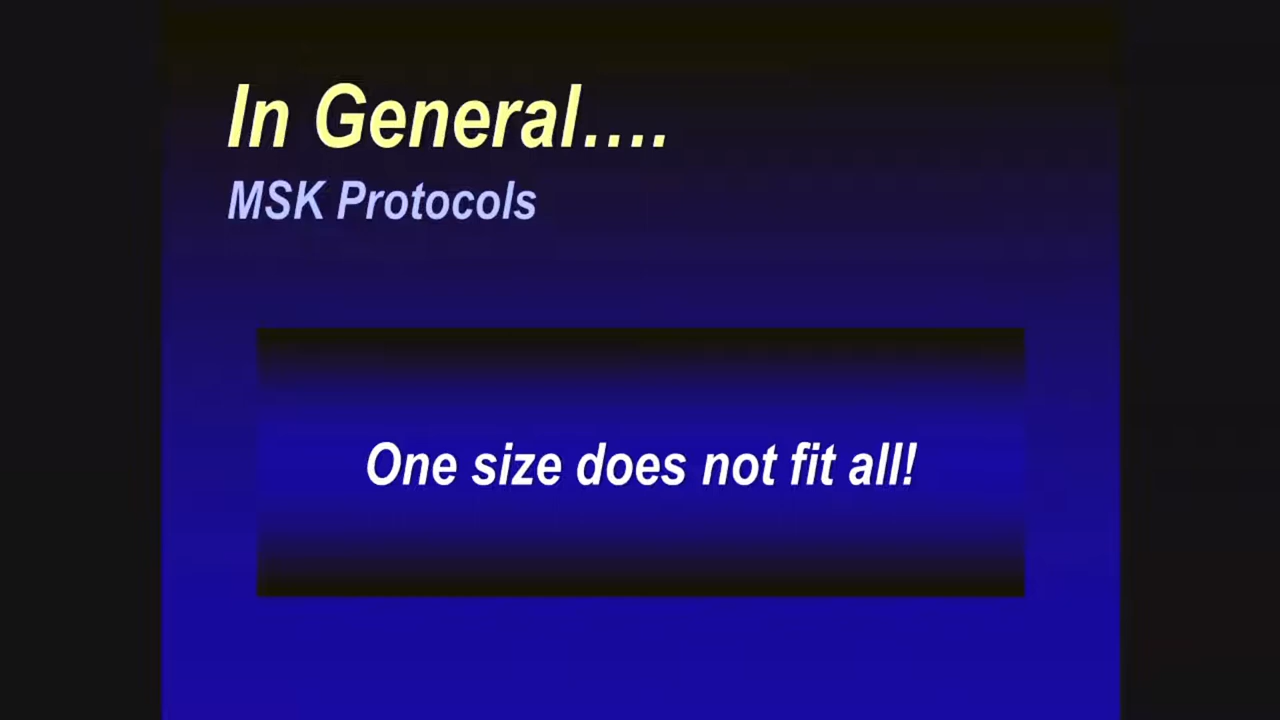 In General....
MSK Protocols
One size does not fit all!